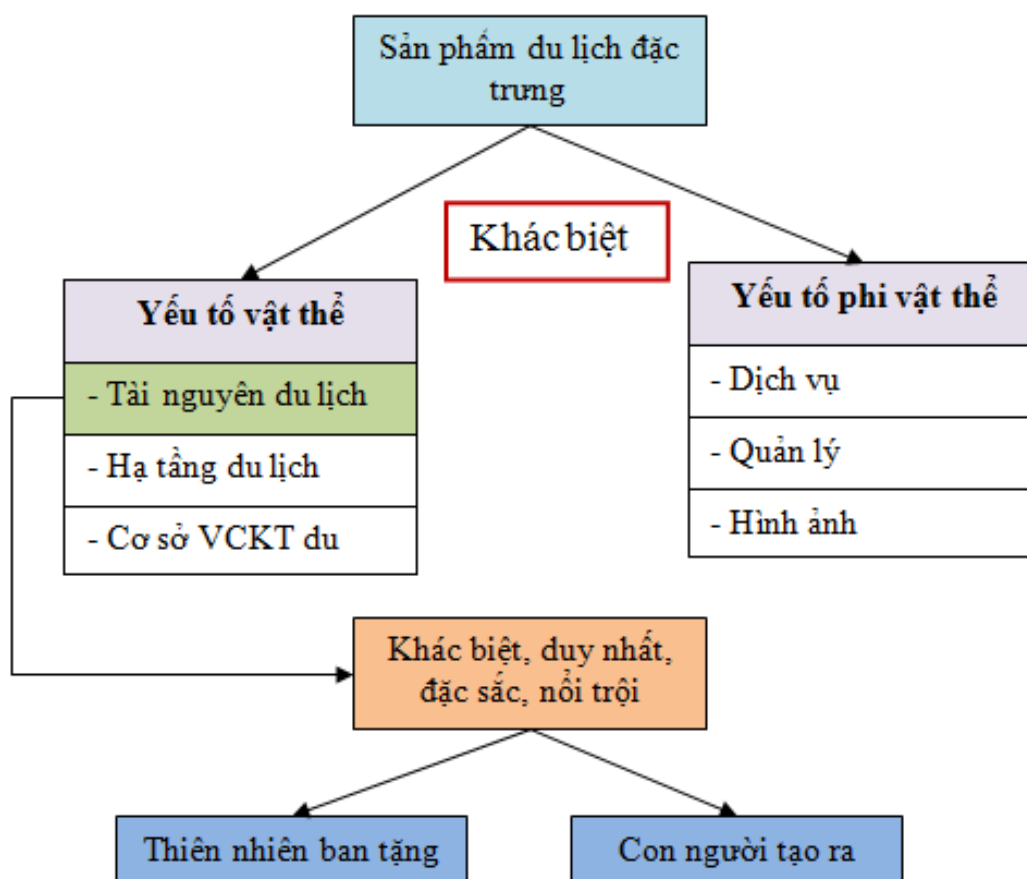 Sản phẩm du lịch đặc
trưng
Khác biệt
Yếu tố vật thể
- Tài nguyên du lịch
- Hạ tầng du lịch
- Cơ sở VCKT du
Yếu tố phi vật thể
- Dịch vụ
- Quản lý
- Hình ảnh
Khác biệt, duy nhất,
đặc sắc, nổi trội
Thiên nhiên ban tặng
Con người tạo ra